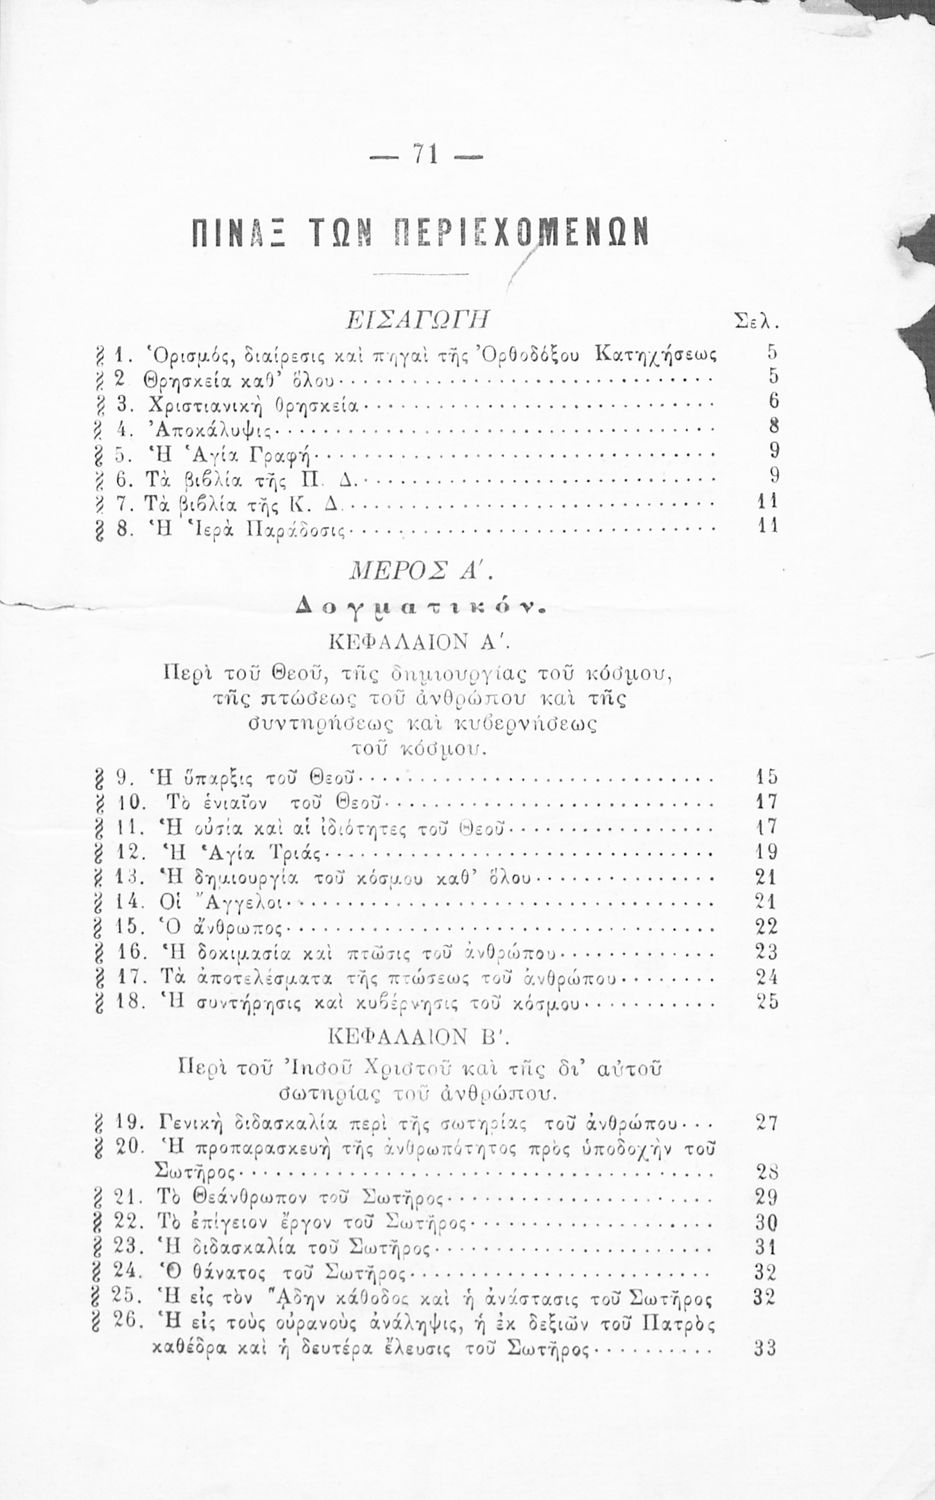 — 71 —
ΠΙΝΑΞ ΤΩΝ ΠΕΡΙΕΧΟΜΕΝΩΝ
ΕΙΣΑΓΩΓΗ Σελ.
§ 1. Ὁρισμός, διαίρεσις καὶ πηγαὶ τῆς Ὀρθοδόξου Κατηχήσεως 5
§ 2 Θρησκεία καθ’ ὅλου 5
§ 3. Χριστιανικὴ θρησκεία 6
§ 4. Ἀποκάλυψις 8
§ 5. Ἡ Ἁγία Γραφή 9
§ 6. Τὰ βιβλία τῆς Π. Δ. 9
§ 7. Τὰ βιβλία τῆς Κ. Δ. 11
§ 8. Ἡ Ἱερὰ Παράδοσις 11
ΜΕΡΟΣ Α΄.
Δογματικόν.
ΚΕΦΑΛΑΙΟΝ Α΄.
Περὶ τοῦ Θεοῦ, τῆς δημιουργίας τοῦ κόσμου,
τῆς πτώσεως τοῦ ἀνθρώπου καὶ τῆς
συντηρήσεως καὶ κυβερνήσεως
τοῦ κόσμου.
§ 9. Ἡ ὕπαρξις τοῦ Θεοῦ 15
§ 10. Τὸ ἑνιαῖον τοῦ Θεοῦ 17
§ 11. Ἡ οὐσία καὶ αἱ ἰδιότητες τοῦ Θεοῦ 17
§ 12. Ἡ Ἁγία Τριάς 19
§ 13. Ἡ δημιουργία τοῦ κόσμου καθ’ ὅλου 21
§ 14. Οἱ Ἄγγελοι 21
§ 15. Ὁ ἄνθρωπος 22
§ 16. Ἡ δοκιμασία καὶ πτῶσις τοῦ ἀνθρώπου 23
§ 17. Τὰ ἀποτελέσματα τῆς πτώσεως τοῦ ἀνθρώπου 24
§ 18. Ἡ συντήρησις καὶ κυβέρνησις τοῦ κόσμου 25
ΚΕΦΑΛΑΙΟΝ Β΄.
Περὶ τοῦ Ἰησοῦ Χριστοῦ καὶ τῆς δι’ αὐτοῦ
σωτηρίας τοῦ ἀνθρώπου.
§ 19. Γενικὴ διδασκαλία περὶ τῆς σωτηρίας τοῦ ἀνθρώπου 27
§ 20. Ἡ προπαρασκευὴ τῆς ἀνθρωπότητος πρὸς ὑποδοχὴν τοῦ
Σωτῆρος 28
§ 21. Τὸ Θεάνθρωπον τοῦ Σωτῆρος 29
§ 22. Τὸ ἐπίγειον ἔργον τοῦ Σωτῆρος 30
§ 23. Ἡ διδασκαλία τοῦ Σωτῆρος 31
§ 24. Ὁ θάνατος τοῦ Σωτῆρος 32
§ 25. Ἡ εἰς τὸν ᾍδην κάθοδος καὶ ἡ ἀνάστασις τοῦ Σωτῆρος 32
§ 26. Ἡ εἰς τοὺς οὐρανοὺς ἀνάληψις, ἡ ἐκ δεξιῶν τοῦ Πατρὸς
καθέδρα καὶ ἡ δευτέρα ἔλευσις τοῦ Σωτῆρος 33